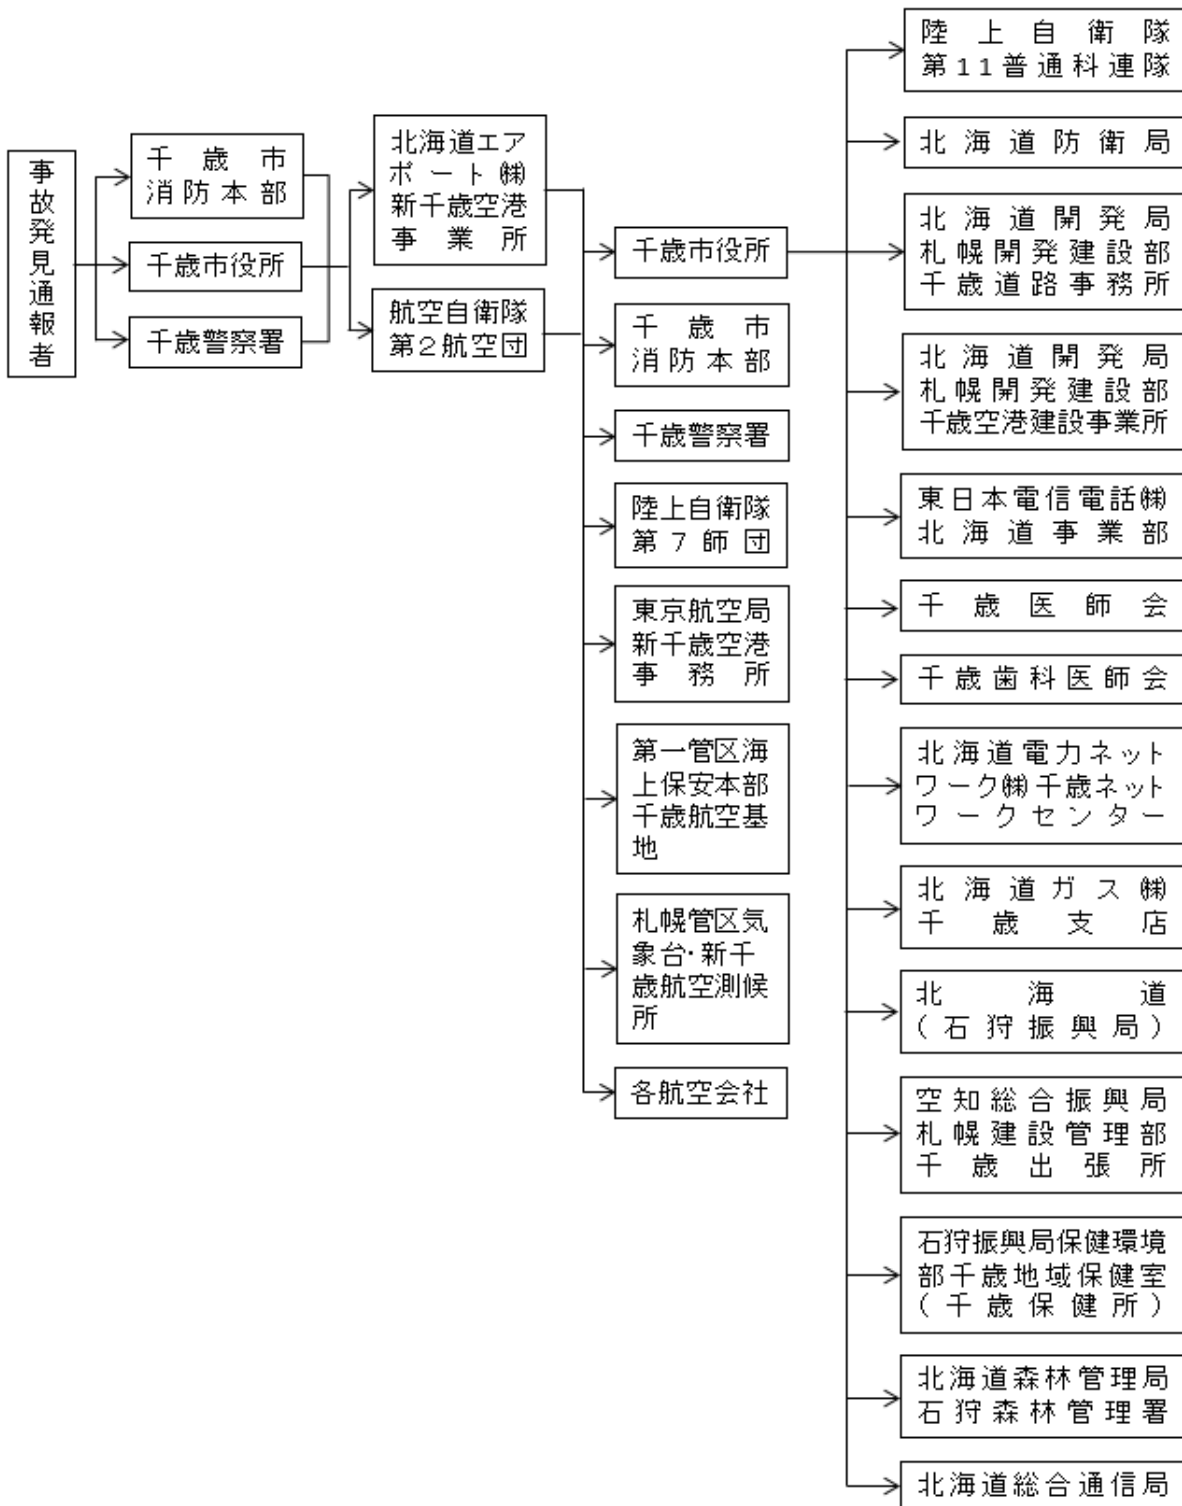 事故発見通報者
千歳市
消防本部
千歳市役所
千歳警察署
北海道エア
ポート㈱
新千歳空港
事業所
航空自衛隊
第2航空団
千歳市役所
千歳市
消防本部
千歳警察署
陸上自衛隊
第7師団
東京航空局
新千歳空港
事務所
第一管区海
上保安本部
千歳航空基
地
札幌管区気
象台・新千
歳航空測候
所
各航空会社
陸上自衛隊
第11普通科連隊
北海道防衛局
北海道開発局
札幌開発建設部
千歳道路事務所
北海道開発局
札幌開発建設部
千歳空港建設事業所
東日本電信電話㈱
北海道事業部
千歳医師会
千歳歯科医師会
北海道電力ネット
ワーク㈱千歳ネット
ワークセンター
北海道ガス㈱
千歳支店
北海道
(石狩振興局)
空知総合振興局
札幌建設管理部
千歳出張所
石狩振興局保健環境
部千歳地域保健室
(千歳保健所)
北海道森林管理局
石狩森林管理署
北海道総合通信局